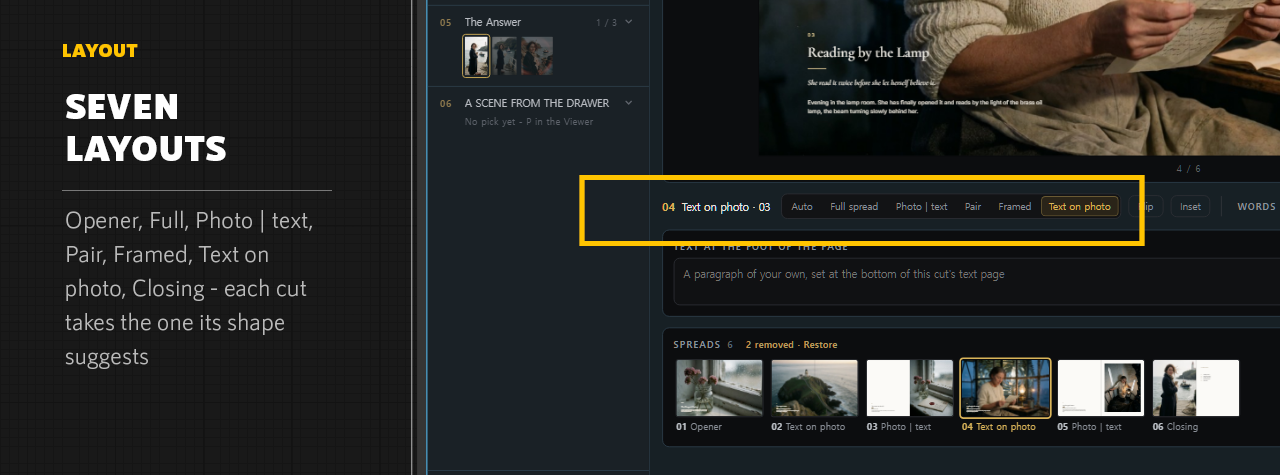 LAYOUT
SEVEN
LAYOUTS
Opener, Full, Photo | text,
Pair, Framed, Text on
photo, Closing - each cut
takes the one its shape
suggests
05 The Answer 1 / 3
06 A SCENE FROM THE DRAWER
No pick yet - P in the Viewer
03
Reading by the Lamp
She read it twice before she let herself believe it.
Evening in the lamp room. She has finally opened it and reads by the light of the brass oil
lamp, the beam turning slowly behind her.
4 / 6
04 Text on photo · 03 Auto Full spread Photo | text Pair Framed Text on photo Inset WORDS
TEXT AT THE FOOT OF THE PAGE
A paragraph of your own, set at the bottom of this cut's text page
SPREADS 6 2 removed · Restore
01 Opener 02 Text on photo 03 Photo | text 04 Text on photo 05 Photo | text 06 Closing